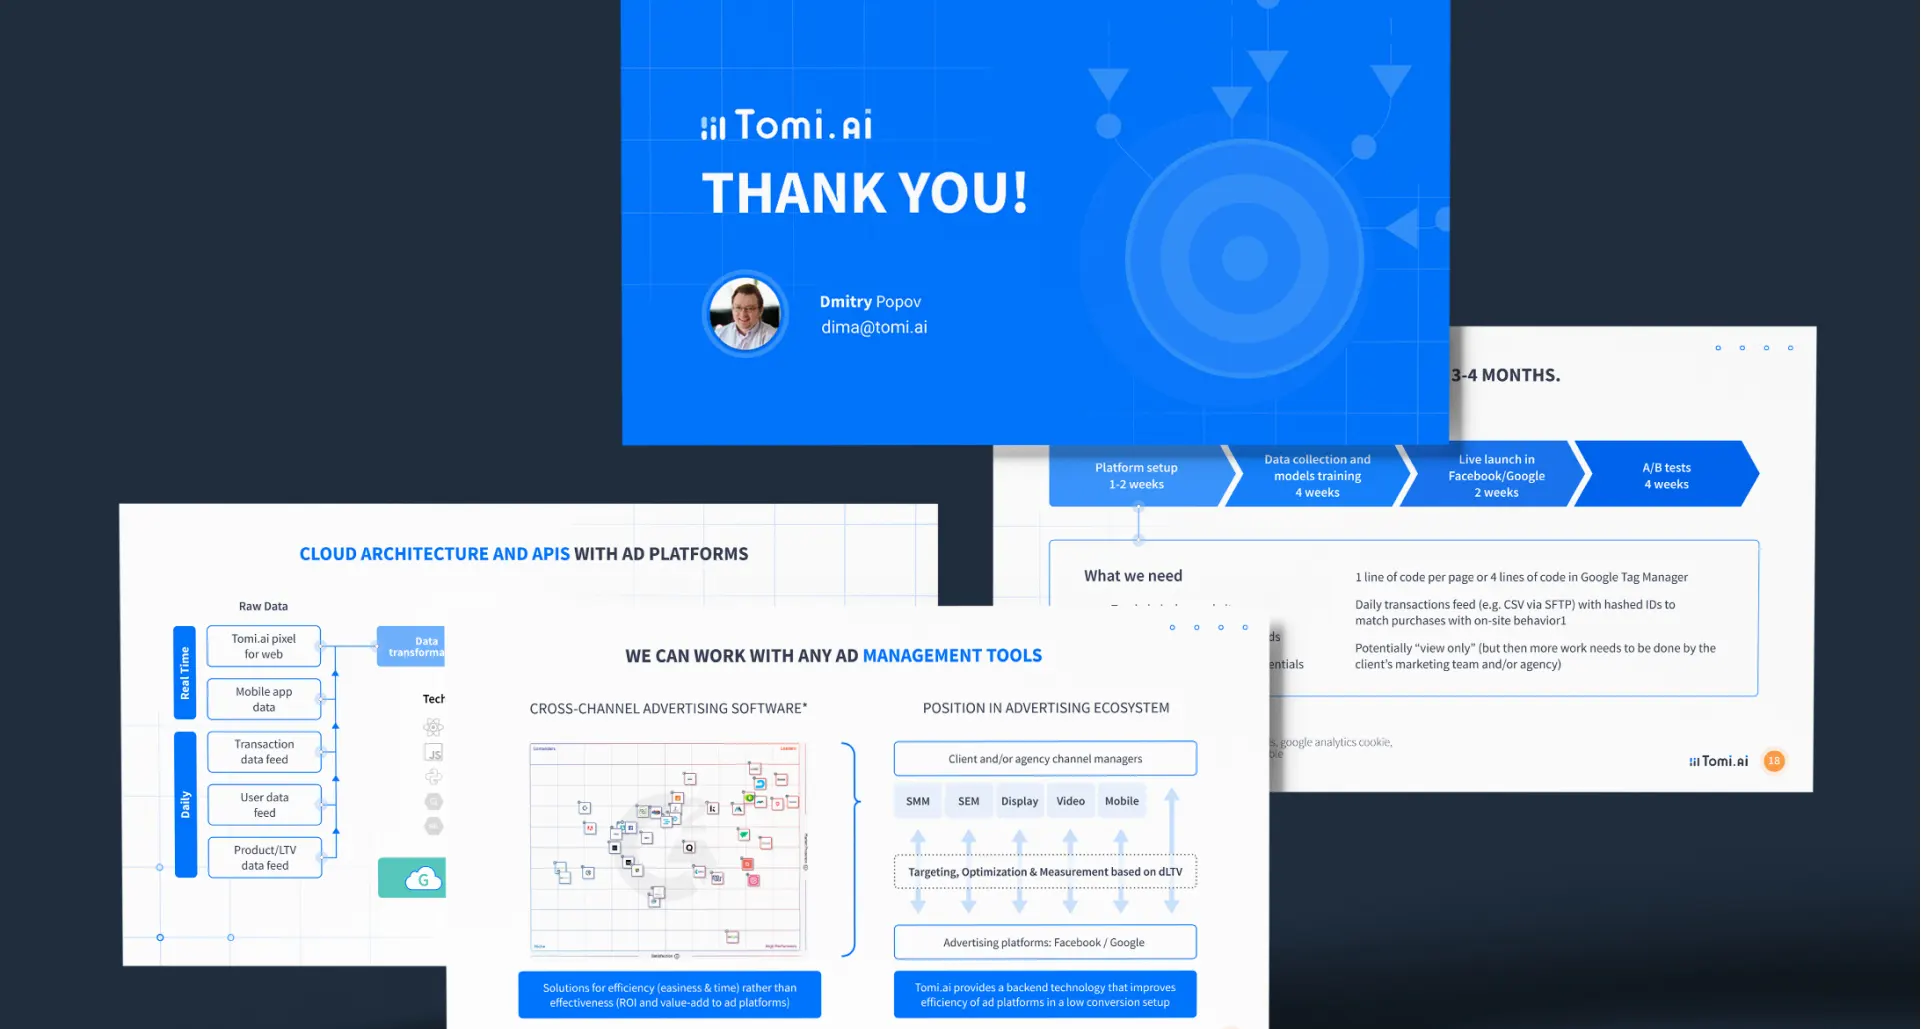 Tomi.ai
THANK YOU!
Dmitry Popov
dima@tomi.ai
3-4 MONTHS.
Platform setup
1-2 weeks
Data collection and
models training
4 weeks
Live launch in
Facebook/Google
2 weeks
A/B tests
4 weeks
What we need
1 line of code per page or 4 lines of code in Google Tag Manager
Daily transactions feed (e.g. CSV via SFTP) with hashed IDs to
match purchases with on-site behavior1
Potentially “view only” (but then more work needs to be done by the
client’s marketing team and/or agency)
ds
entials
s, google analytics cookie,
Tomi.ai
18
CLOUD ARCHITECTURE AND APIS WITH AD PLATFORMS
Raw Data
Real Time
Tomi.ai pixel
for web
Mobile app
data
Daily
Transaction
data feed
User data
feed
Product/LTV
data feed
Data
transforma
Tech
JS
G
WE CAN WORK WITH ANY AD MANAGEMENT TOOLS
CROSS-CHANNEL ADVERTISING SOFTWARE*
Contenders
Leaders
Niche
High Performers
Satisfaction
Solutions for efficiency (easiness & time) rather than
effectiveness (ROI and value-add to ad platforms)
POSITION IN ADVERTISING ECOSYSTEM
Client and/or agency channel managers
SMM
SEM
Display
Video
Mobile
Targeting, Optimization & Measurement based on dLTV
Advertising platforms: Facebook / Google
Tomi.ai provides a backend technology that improves
efficiency of ad platforms in a low conversion setup